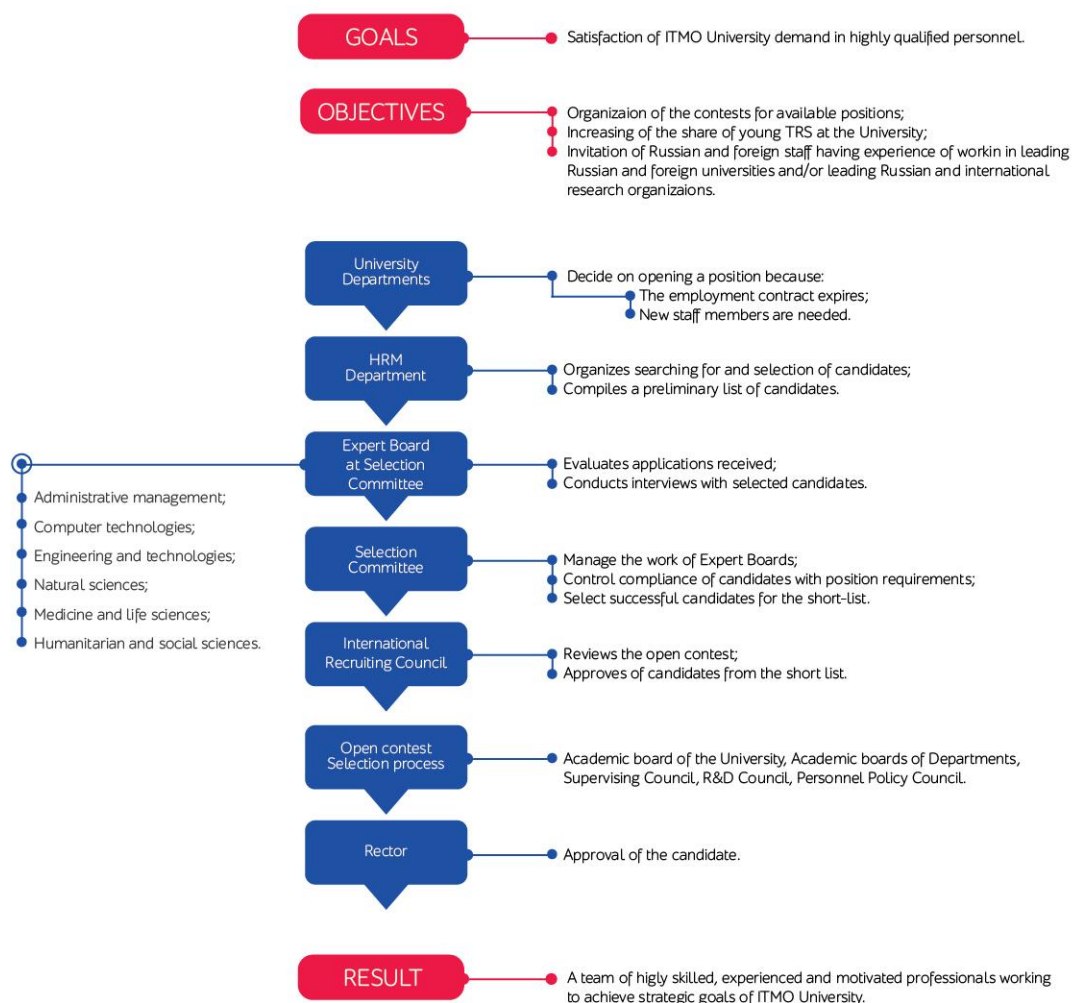 GOALS
Satisfaction of ITMO University demand in highly qualified personnel.
OBJECTIVES
Organizaion of the contests for available positions;
Increasing of the share of young TRS at the University;
Invitation of Russian and foreign staff having experience of workin in leading
Russian and foreign universities and/or leading Russian and international
research organizaions.
University
Departments
Decide on opening a position because:
The employment contract expires;
New staff members are needed.
HRM
Department
Organizes searching for and selection of candidates;
Compiles a preliminary list of candidates.
Expert Board
at Selection
Committee
Evaluates applications received;
Conducts interviews with selected candidates.
Administrative management;
Computer technologies;
Engineering and technologies;
Natural sciences;
Medicine and life sciences;
Humanitarian and social sciences.
Selection
Committee
Manage the work of Expert Boards;
Control compliance of candidates with position requirements;
Select successful candidates for the short-list.
International
Recruiting Council
Reviews the open contest;
Approves of candidates from the short list.
Open contest
Selection process
Academic board of the University, Academic boards of Departments,
Supervising Council, R&D Council, Personnel Policy Council.
Rector
Approval of the candidate.
RESULT
A team of higly skilled, experienced and motivated professionals working
to achieve strategic goals of ITMO University.